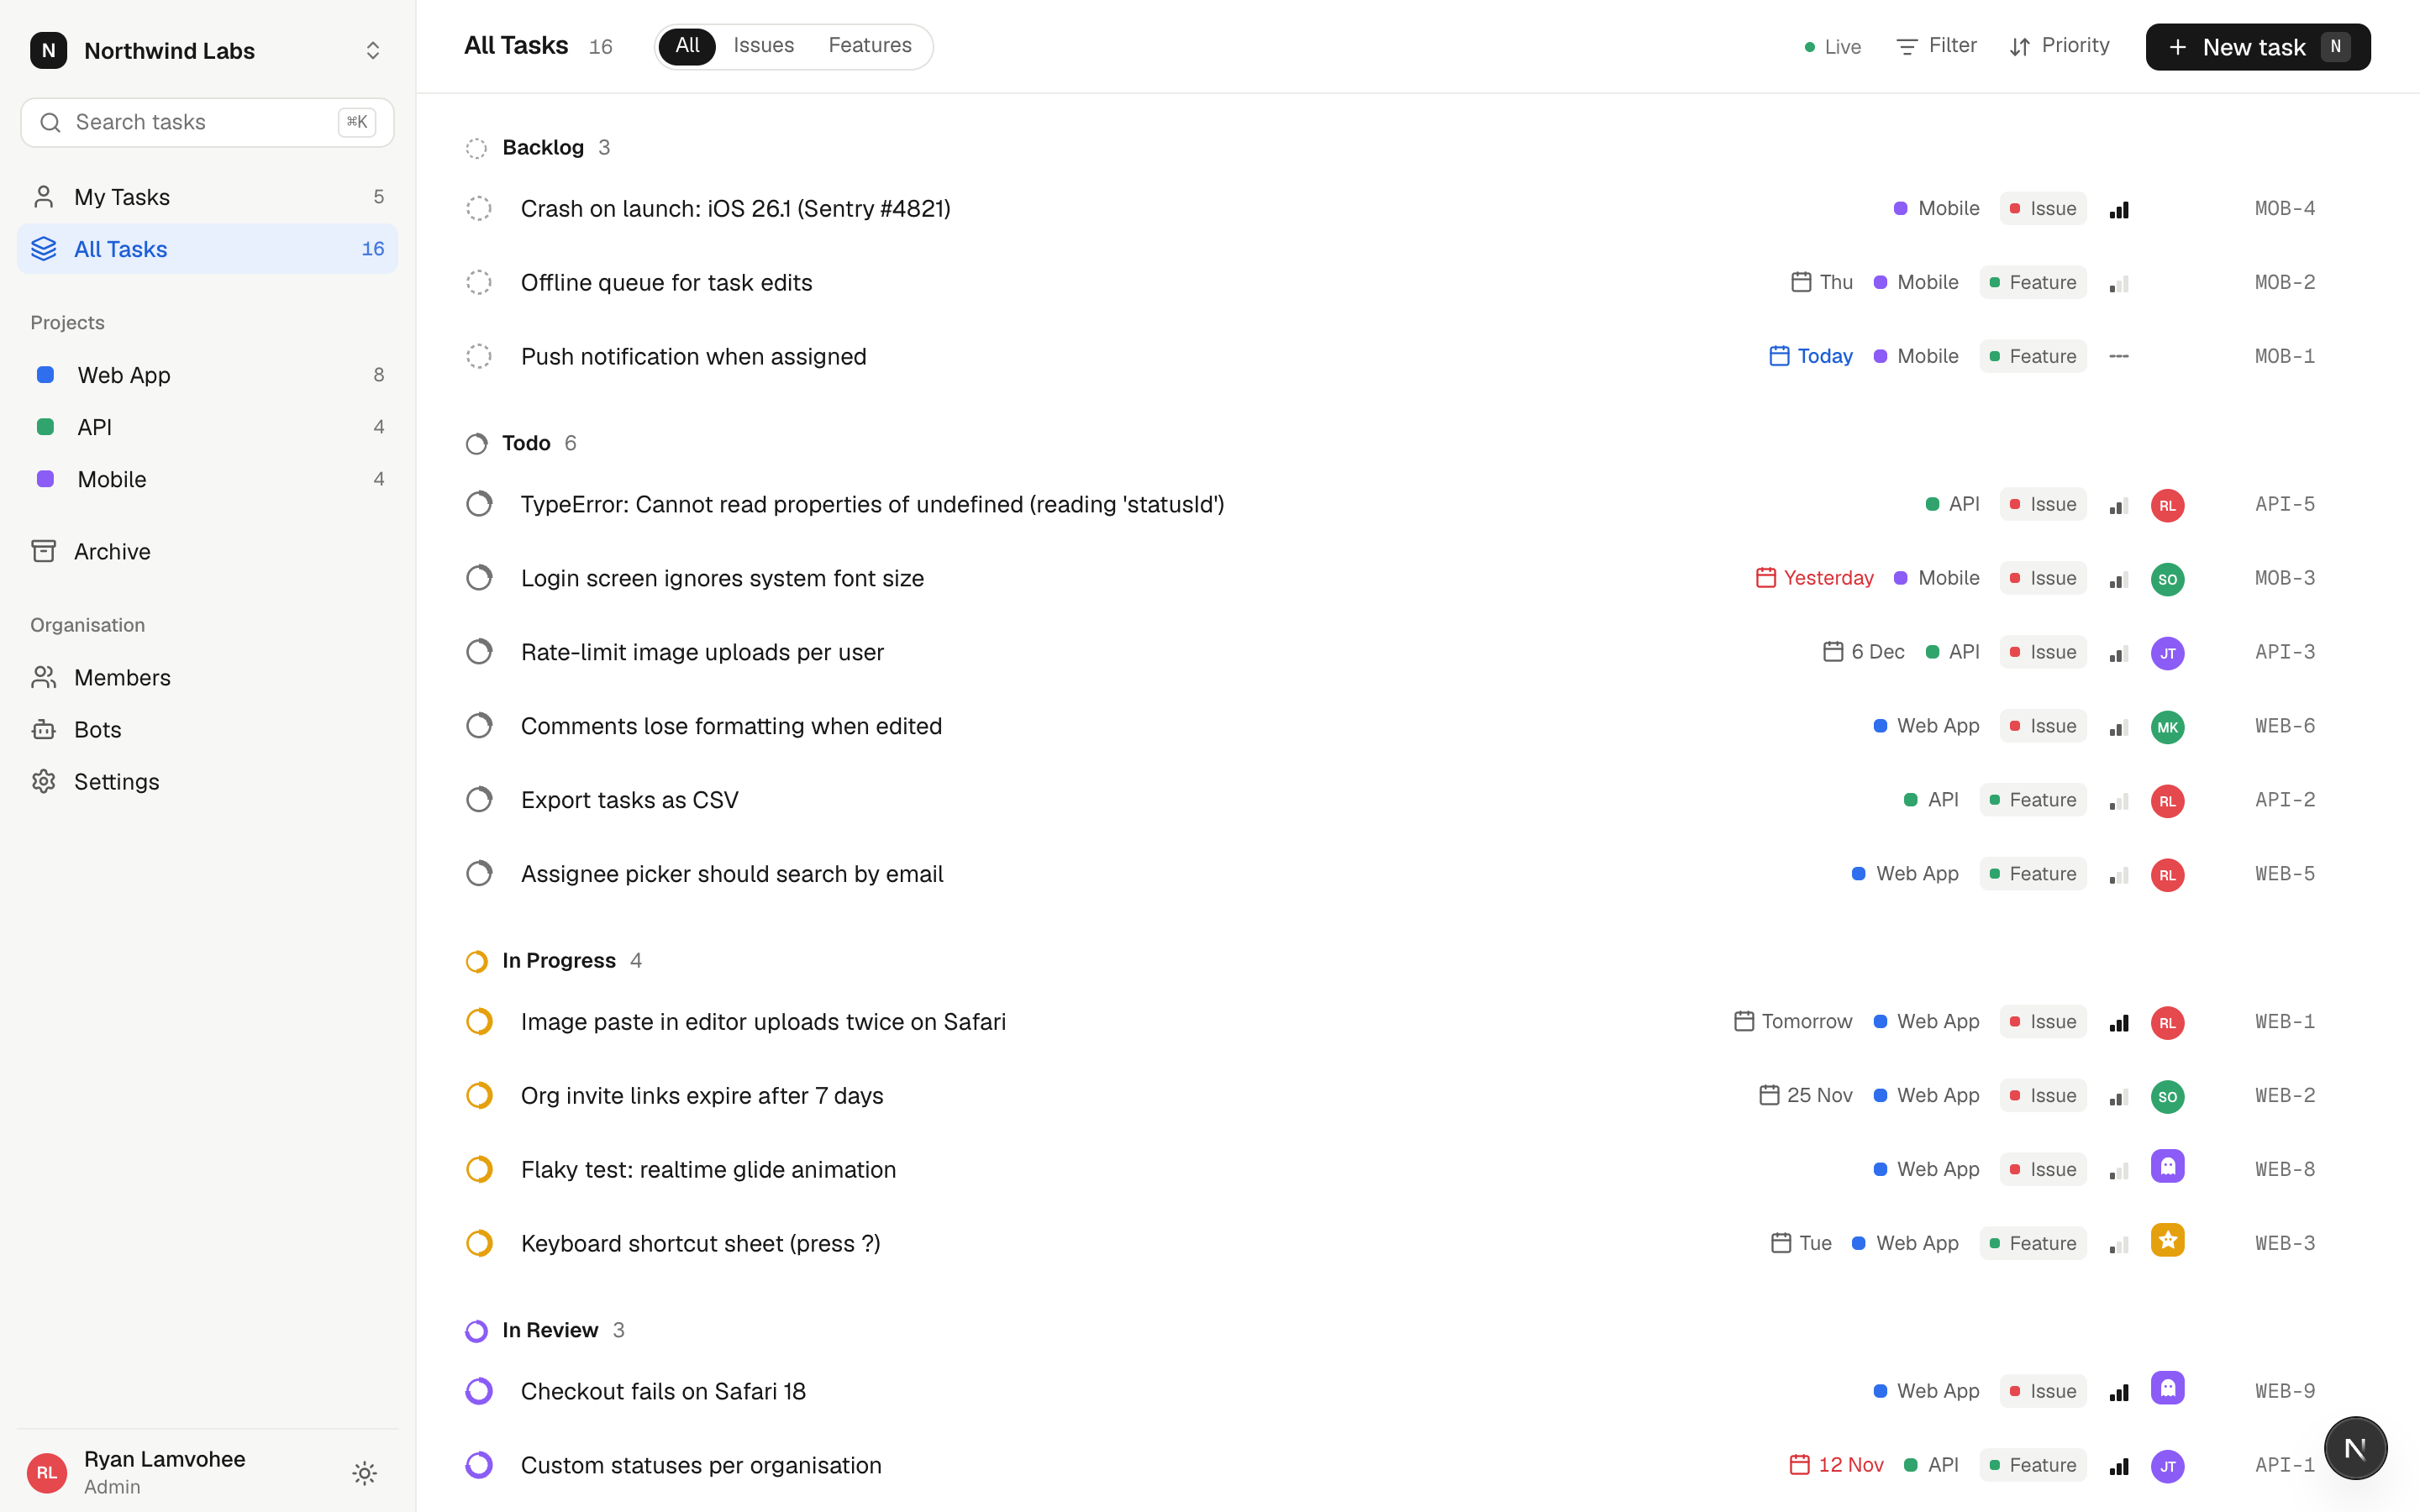 N Northwind Labs
Search tasks ⌘K
My Tasks 5
All Tasks 16
Projects
Web App 8
API 4
Mobile 4
Archive
Organisation
Members
Bots
Settings
RL Ryan Lamvohee
Admin
All Tasks 16 All Issues Features Live Filter Priority + New task N
Backlog 3
Crash on launch: iOS 26.1 (Sentry #4821) Mobile Issue MOB-4
Offline queue for task edits Thu Mobile Feature MOB-2
Push notification when assigned Today Mobile Feature --- MOB-1
Todo 6
TypeError: Cannot read properties of undefined (reading 'statusId') API Issue RL API-5
Login screen ignores system font size Yesterday Mobile Issue SO MOB-3
Rate-limit image uploads per user 6 Dec API Issue JT API-3
Comments lose formatting when edited Web App Issue MK WEB-6
Export tasks as CSV API Feature RL API-2
Assignee picker should search by email Web App Feature RL WEB-5
In Progress 4
Image paste in editor uploads twice on Safari Tomorrow Web App Issue RL WEB-1
Org invite links expire after 7 days 25 Nov Web App Issue SO WEB-2
Flaky test: realtime glide animation Web App Issue WEB-8
Keyboard shortcut sheet (press ?) Tue Web App Feature WEB-3
In Review 3
Checkout fails on Safari 18 Web App Issue WEB-9
Custom statuses per organisation 12 Nov API Feature JT API-1
N